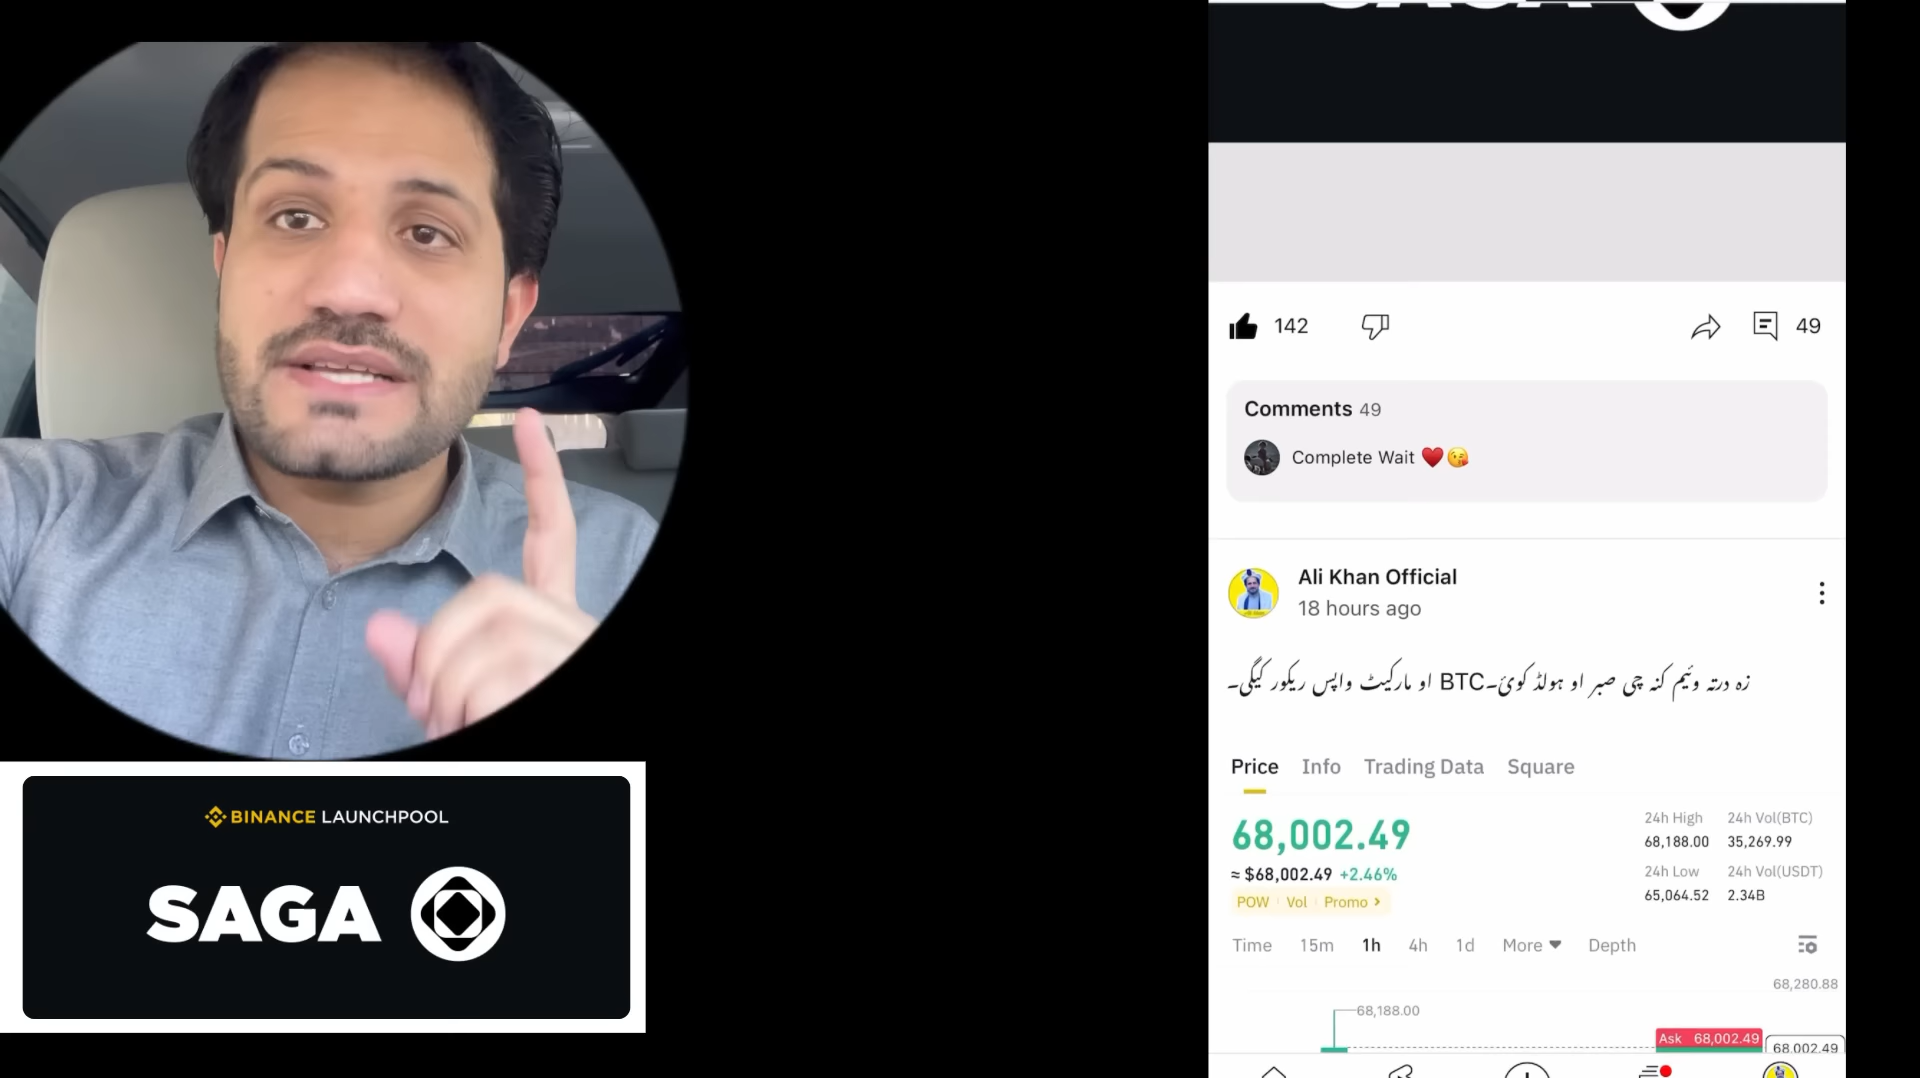 BINANCE LAUNCHPOOL
SAGA
142
49
Comments 49
Complete Wait ❤️😘
Ali Khan Official
18 hours ago
زه درته وئیم کنه چی صبر او ہولڈ کوئ۔BTC او مارکیٹ واپس ریکور کیگی۔
Price Info Trading Data Square
68,002.49
≈ $68,002.49 +2.46%
POW Vol Promo >
24h High 24h Vol(BTC)
68,188.00 35,269.99
24h Low 24h Vol(USDT)
65,064.52 2.34B
Time 15m 1h 4h 1d More Depth
68,280.88
68,188.00
Ask 68,002.49
68,002.49